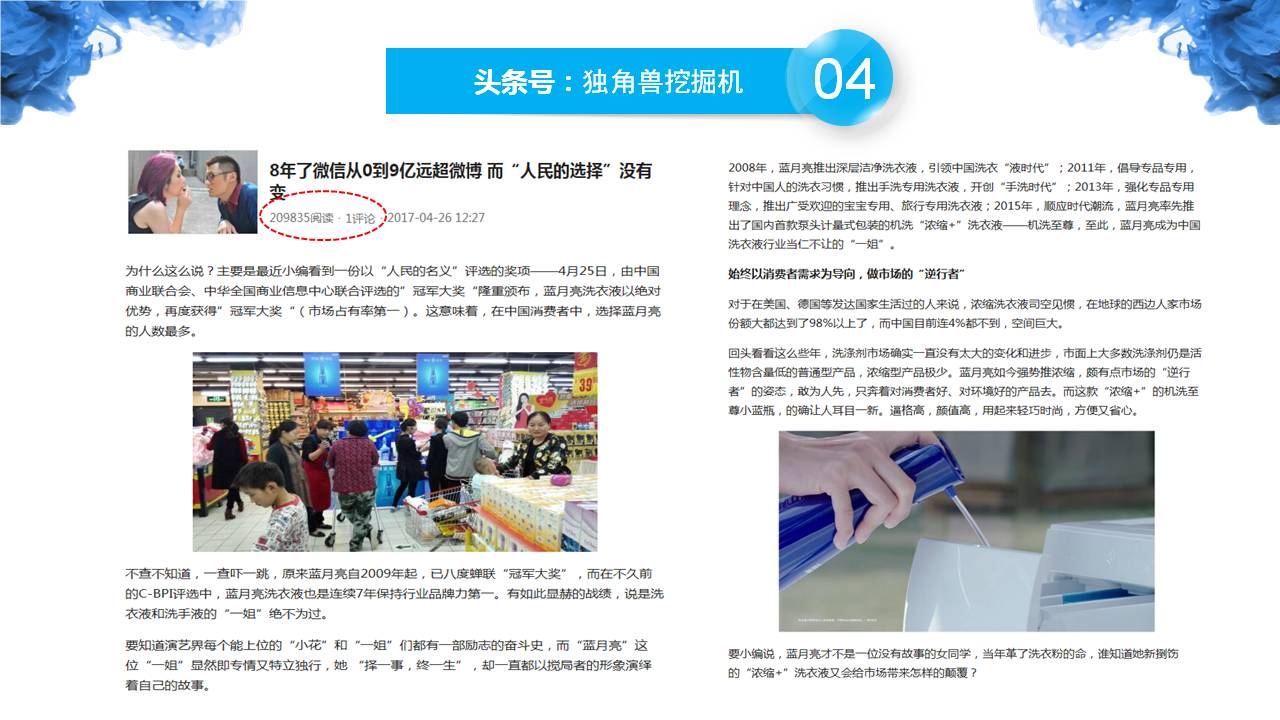 头条号：独角兽挖掘机
04
8年了微信从0到9亿远超微博 而“人民的选择”没有
变
209835阅读 · 1评论 · 2017-04-26 12:27
为什么这么说？主要是最近小编看到一份以“人民的名义”评选的奖项——4月25日，由中国
商业联合会、中华全国商业信息中心联合评选的”冠军大奖“隆重颁布，蓝月亮洗衣液以绝对
优势，再度获得”冠军大奖“（市场占有率第一）。这意味着，在中国消费者中，选择蓝月亮
的人数最多。
39
不查不知道，一查吓一跳，原来蓝月亮自2009年起，已八度蝉联“冠军大奖”，而在不久前
的C-BPI评选中，蓝月亮洗衣液也是连续7年保持行业品牌力第一。有如此显赫的战绩，说是洗
衣液和洗手液的“一姐”绝不为过。
要知道演艺界每个能上位的“小花”和“一姐”们都有一部励志的奋斗史，而“蓝月亮”这
位“一姐”显然即专情又特立独行，她 “择一事，终一生”，却一直都以搅局者的形象演绎
着自己的故事。
2008年，蓝月亮推出深层洁净洗衣液，引领中国洗衣“液时代”；2011年，倡导专品专用，
针对中国人的洗衣习惯，推出手洗专用洗衣液，开创“手洗时代”；2013年，强化专品专用
理念，推出广受欢迎的宝宝专用、旅行专用洗衣液；2015年，顺应时代潮流，蓝月亮率先推
出了国内首款泵头计量式包装的机洗“浓缩+”洗衣液——机洗至尊，至此，蓝月亮成为中国
洗衣液行业当仁不让的“一姐”。
始终以消费者需求为导向，做市场的“逆行者”
对于在美国、德国等发达国家生活过的人来说，浓缩洗衣液司空见惯，在地球的西边人家市场
份额大都达到了98%以上了，而中国目前连4%都不到，空间巨大。
回头看看这么些年，洗涤剂市场确实一直没有太大的变化和进步，市面上大多数洗涤剂仍是活
性物含量低的普通型产品，浓缩型产品极少。蓝月亮如今强势推浓缩，颇有点市场的“逆行
者”的姿态，敢为人先，只奔着对消费者好、对环境好的产品去。而这款“浓缩+”的机洗至
尊小蓝瓶，的确让人耳目一新。逼格高，颜值高，用起来轻巧时尚，方便又省心。
要小编说，蓝月亮才不是一位没有故事的女同学，当年革了洗衣粉的命，谁知道她新捯饬
的“浓缩+”洗衣液又会给市场带来怎样的颠覆？